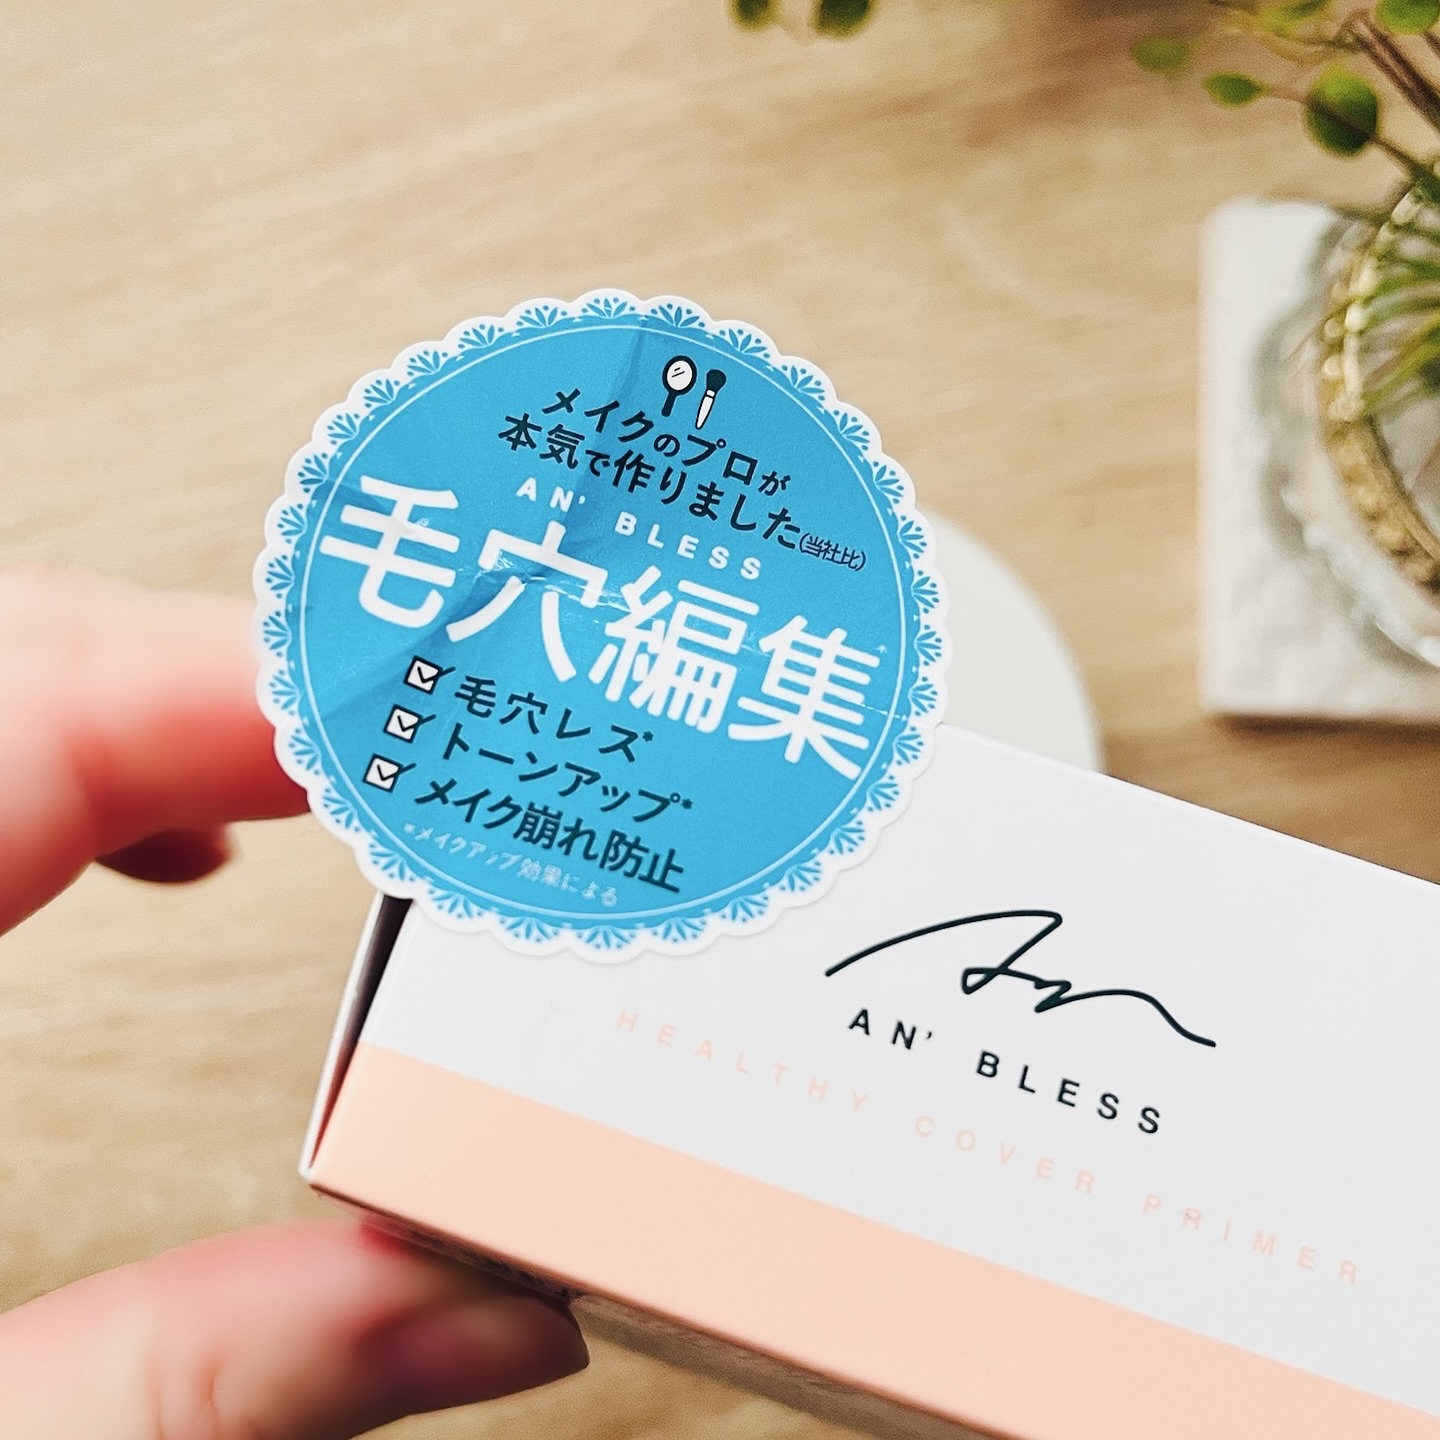 メイクのプロが
本気で作りました(当社比)
AN' BLESS
毛穴編集
毛穴レス*
トーンアップ*
メイク崩れ防止
*メイクアップ効果による
An
AN' BLESS
HEALTHY COVER PRIMER